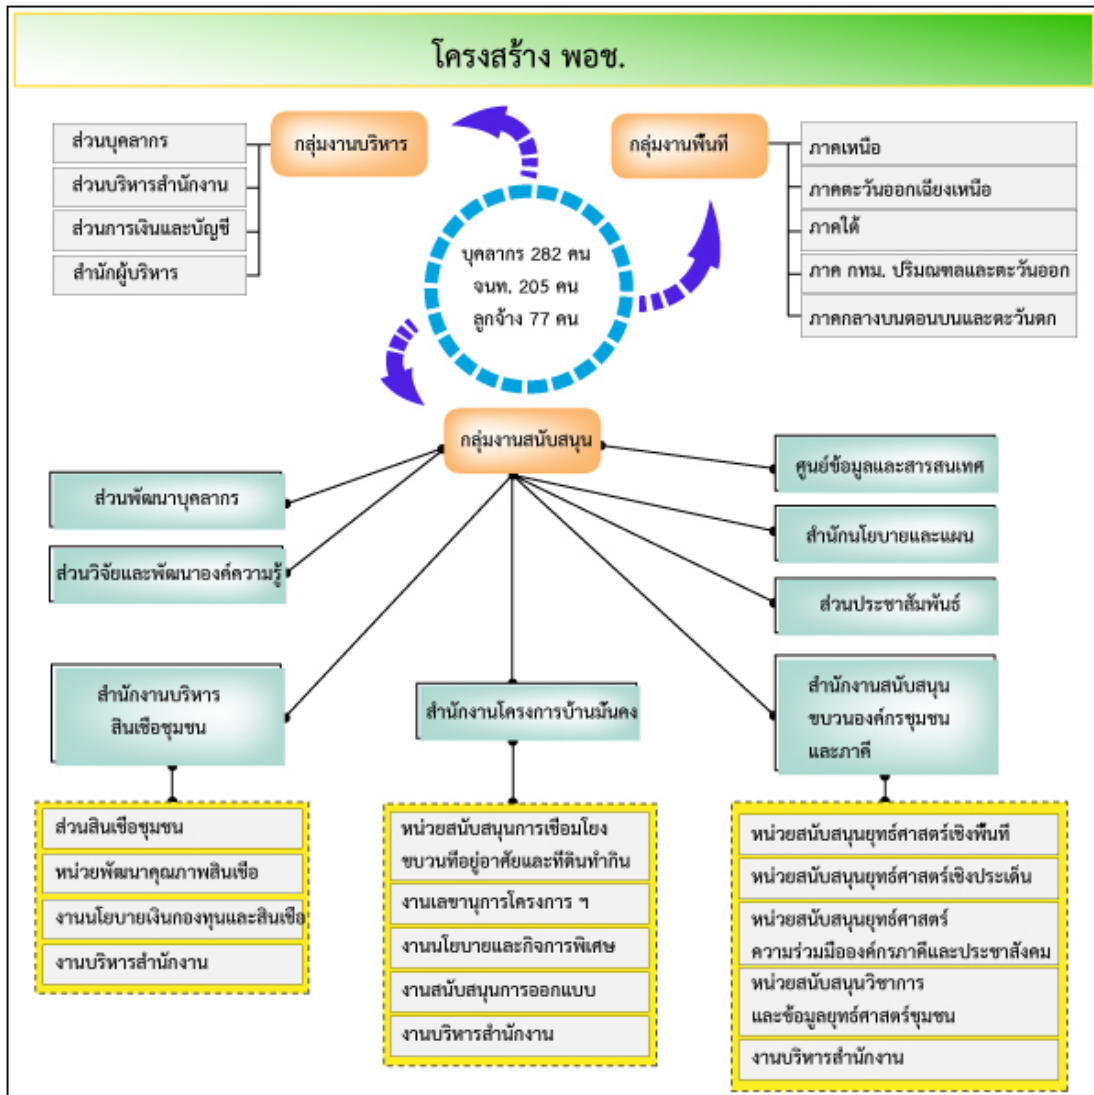 โครงสร้าง พอช.
กลุ่มงานบริหาร
ส่วนบุคลากร
ส่วนบริหารสำนักงาน
ส่วนการเงินและบัญชี
สำนักผู้บริหาร
กลุ่มงานพื้นที่
ภาคเหนือ
ภาคตะวันออกเฉียงเหนือ
ภาคใต้
ภาค กทม. ปริมณฑลและตะวันออก
ภาคกลางบนตอนบนและตะวันตก
บุคลากร 282 คน
จนท. 205 คน
ลูกจ้าง 77 คน
กลุ่มงานสนับสนุน
ส่วนพัฒนาบุคลากร
ส่วนวิจัยและพัฒนาองค์ความรู้
ศูนย์ข้อมูลและสารสนเทศ
สำนักนโยบายและแผน
ส่วนประชาสัมพันธ์
สำนักงานบริหาร
สินเชื่อชุมชน
ส่วนสินเชื่อชุมชน
หน่วยพัฒนาคุณภาพสินเชื่อ
งานนโยบายเงินกองทุนและสินเชื่อ
งานบริหารสำนักงาน
สำนักงานโครงการบ้านมั่นคง
หน่วยสนับสนุนการเชื่อมโยง
ขบวนที่อยู่อาศัยและที่ดินทำกิน
งานเลขานุการโครงการ ฯ
งานนโยบายและกิจการพิเศษ
งานสนับสนุนการออกแบบ
งานบริหารสำนักงาน
สำนักงานสนับสนุน
ขบวนองค์กรชุมชน
และภาคี
หน่วยสนับสนุนยุทธ์ศาสตร์เชิงพื้นที่
หน่วยสนับสนุนยุทธ์ศาสตร์เชิงประเด็น
หน่วยสนับสนุนยุทธ์ศาสตร์
ความร่วมมือองค์กรภาคีและประชาสังคม
หน่วยสนับสนุนวิชาการ
และข้อมูลยุทธ์ศาสตร์ชุมชน
งานบริหารสำนักงาน